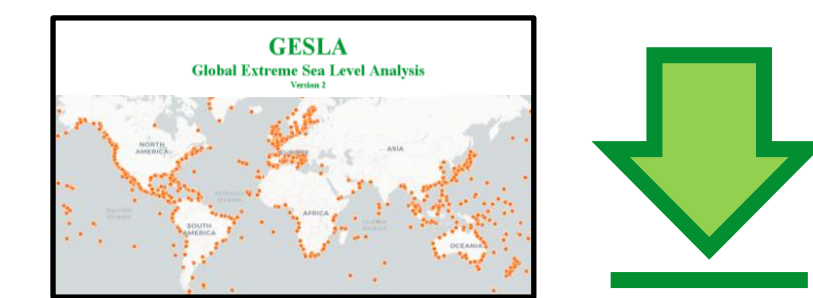 GESLA
Global Extreme Sea Level Analysis
Version 2
NORTH
AMERICA
EUROPE
ASIA
Atlantic
Ocean
Pacific
Ocean
AFRICA
Indian
Ocean
SOUTH
AMERICA
OCEANIA